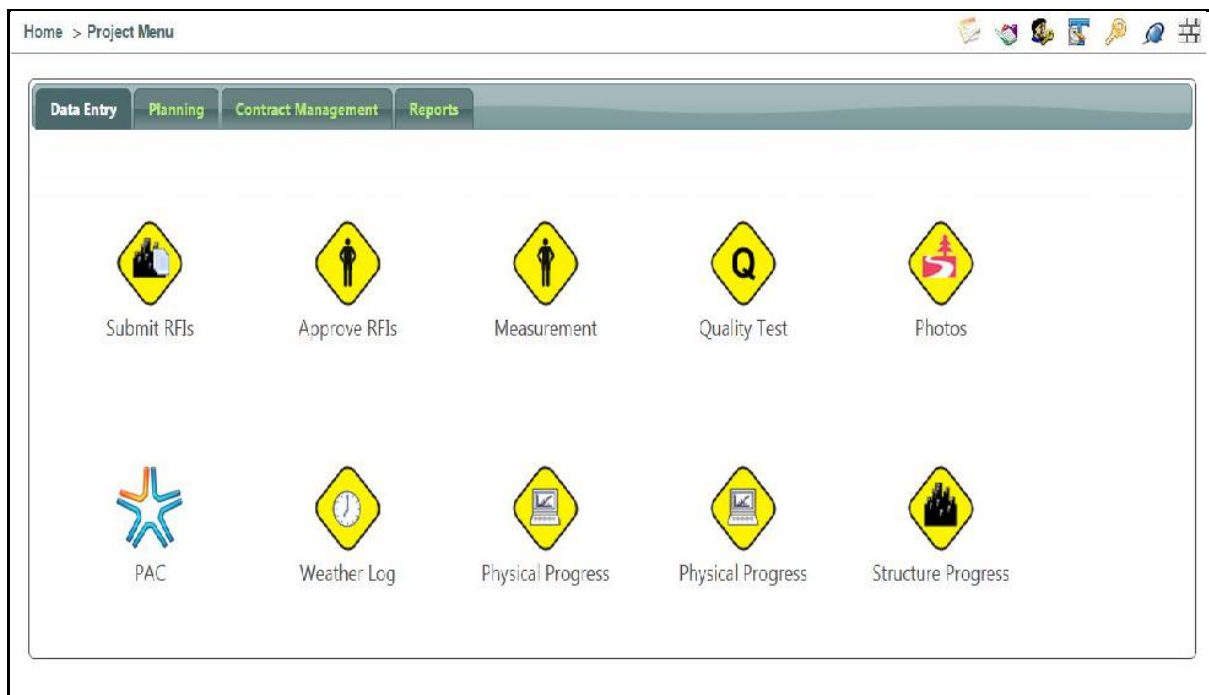 Home > Project Menu
Data Entry Planning Contract Management Reports
Submit RFIs Approve RFIs Measurement Quality Test Photos
Q
PAC Weather Log Physical Progress Physical Progress Structure Progress